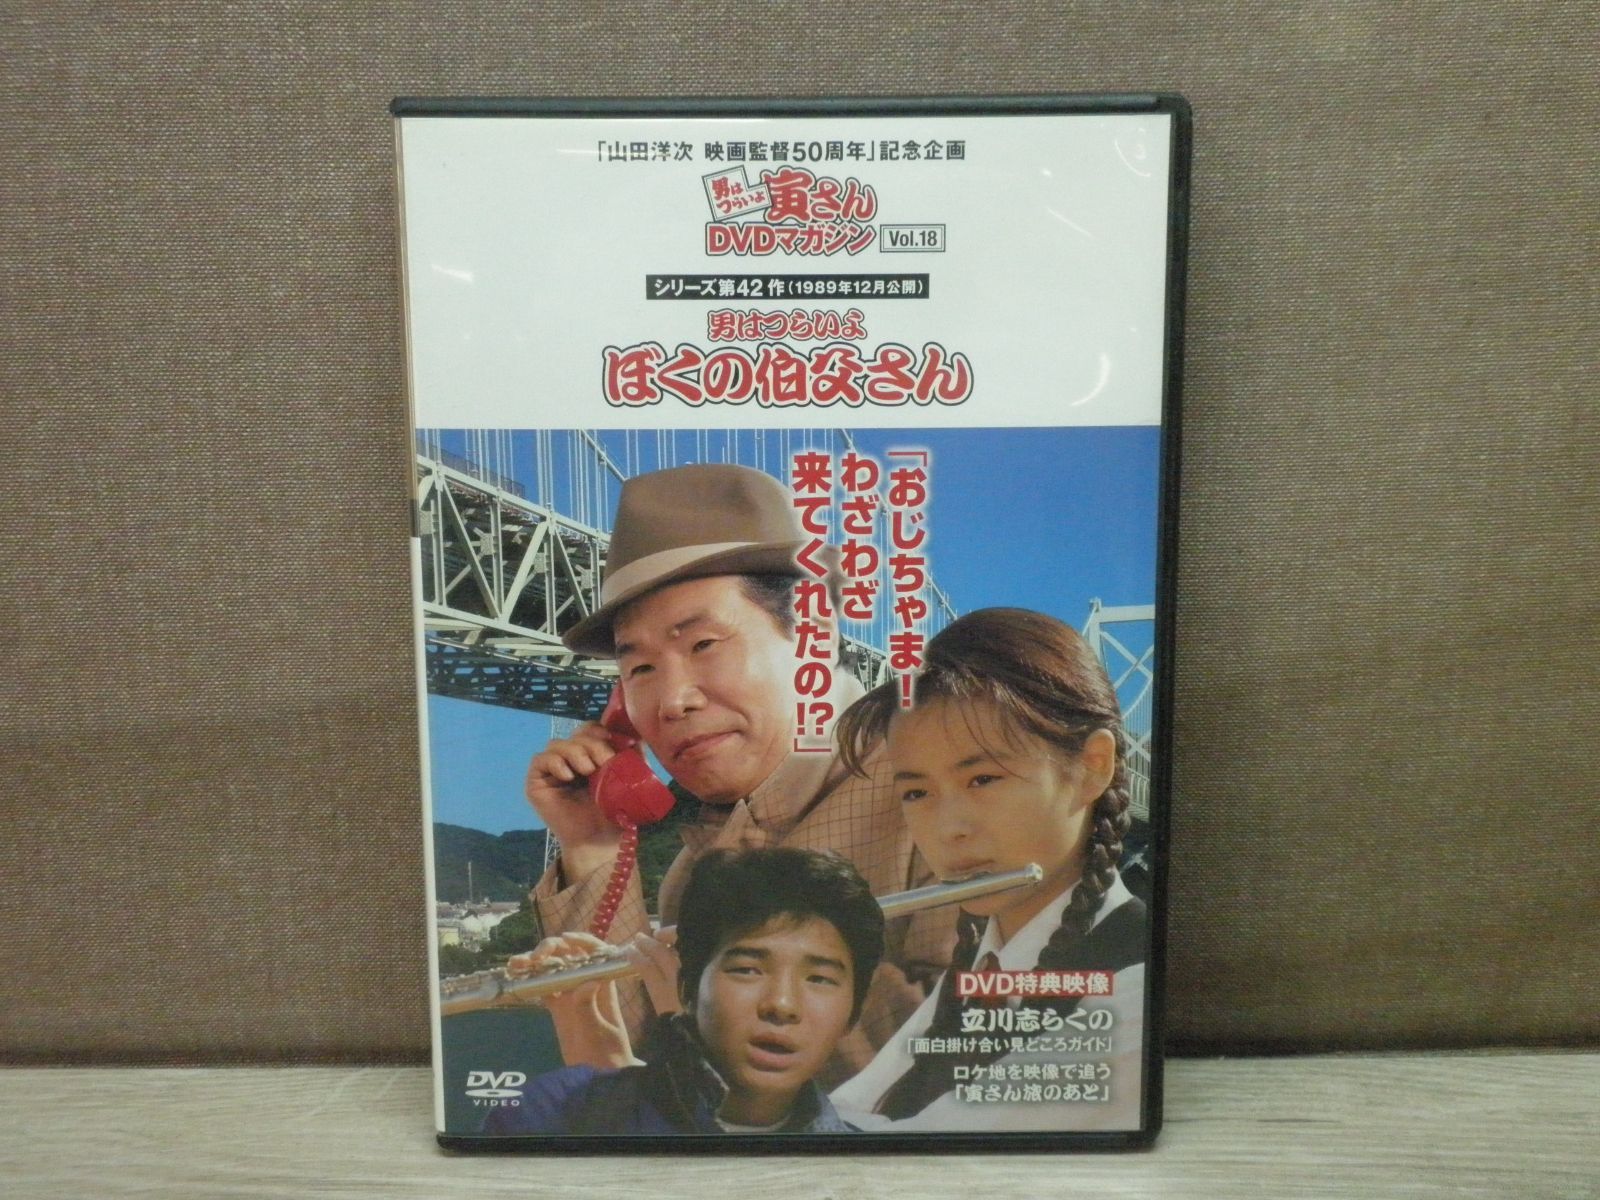 「山田洋次 映画監督50周年」記念企画
男は
つらいよ
寅さん
DVDマガジン Vol.18
シリーズ第42作(1989年12月公開)
男はつらいよ
ぼくの伯父さん
「おじちゃま!
わざわざ
来てくれたの!?」
DVD特典映像
立川志らくの
「面白掛け合い見どころガイド」
ロケ地を映像で追う
「寅さん旅のあと」
DVD
VIDEO